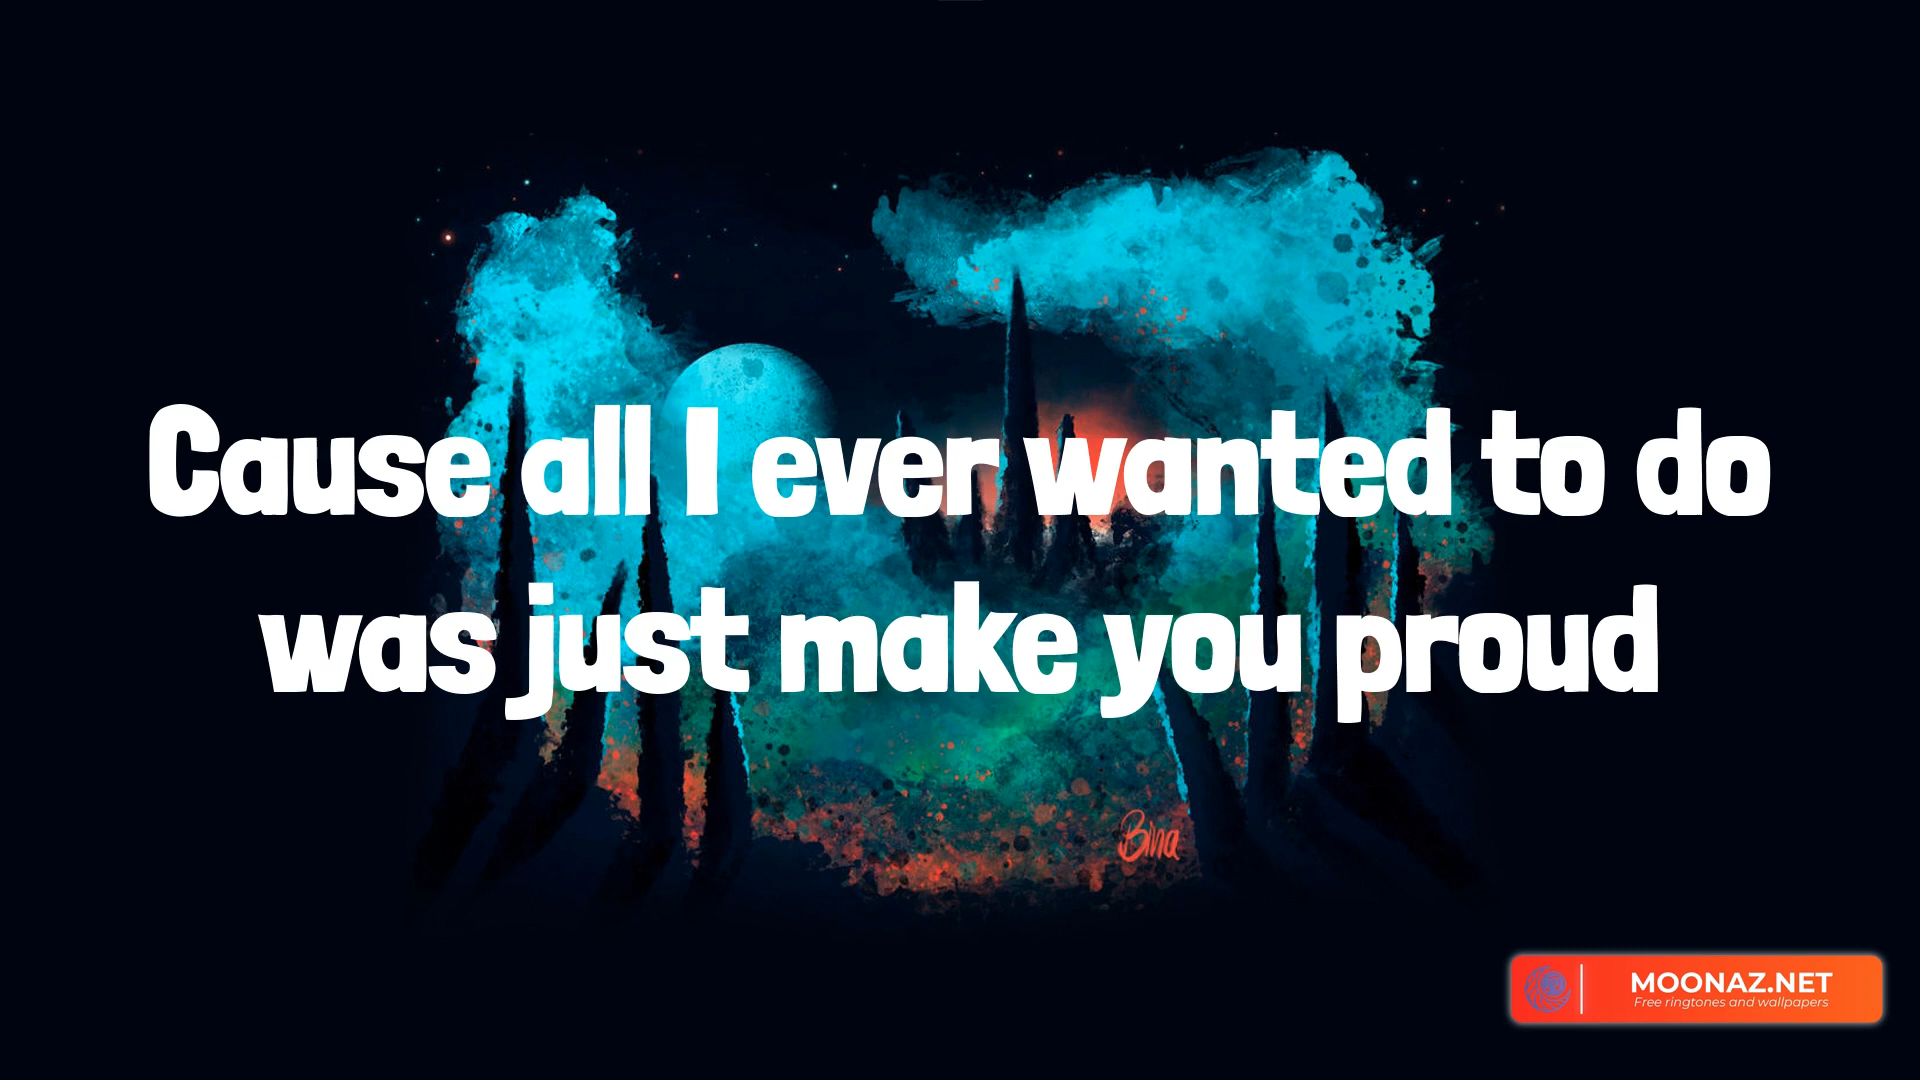 Cause all I ever wanted to do
was just make you proud
Bina
MOONAZ.NET
Free ringtones and wallpapers